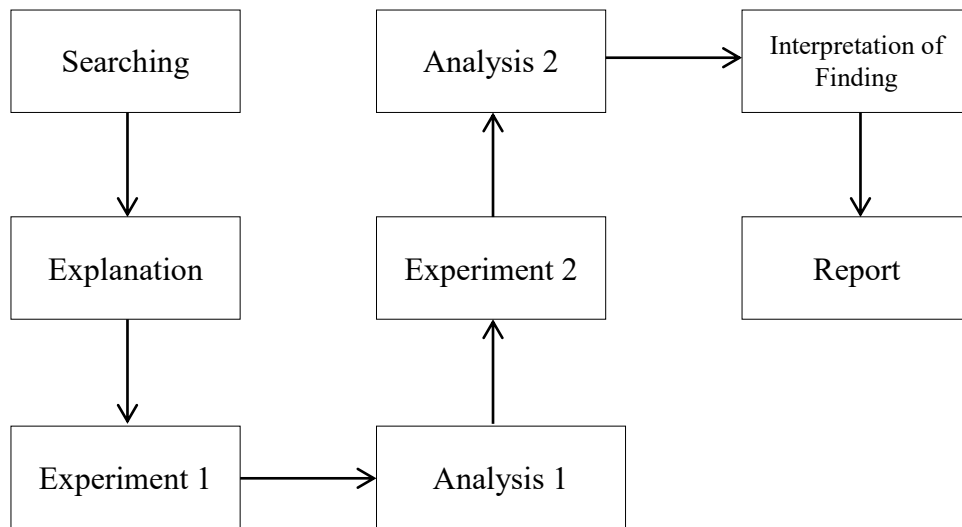 Searching
Explanation
Experiment 1
Analysis 1
Experiment 2
Analysis 2
Interpretation of
Finding
Report